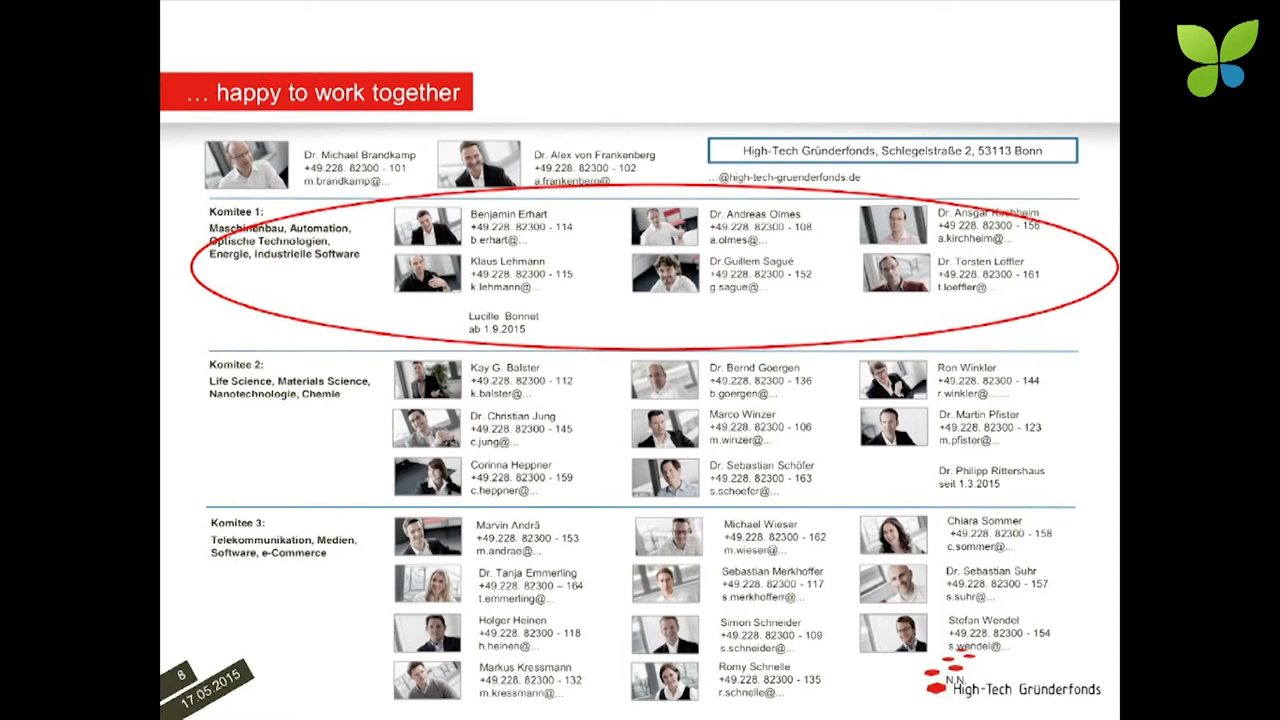 ... happy to work together
Dr. Michael Brandkamp
+49.228. 82300 - 101
m.brandkamp@...
Dr. Alex von Frankenberg
+49.228. 82300 - 102
a.frankenberg@...
High-Tech Gründerfonds, Schlegelstraße 2, 53113 Bonn
...@high-tech-gruenderfonds.de
Komitee 1:
Maschinenbau, Automation,
Optische Technologien,
Energie, industrielle Software
Benjamin Erhart
+49.228. 82300 - 114
b.erhart@...
Dr. Andreas Olmes
+49.228. 82300 - 108
a.olmes@...
Dr. Ansgar Kirchheim
+49 228. 82300 - 156
a.kirchheim@...
Klaus Lehmann
+49.228. 82300 - 115
k.lehmann@...
Dr.Guillem Sagué
+49.228. 82300 - 152
g.sague@...
Dr. Torsten Löffler
+49.228. 82300 - 161
t.loeffler@...
Lucille Bonnet
ab 1.9.2015
Komitee 2:
Life Science, Materials Science,
Nanotechnologie, Chemie
Kay G. Balster
+49.228. 82300 - 112
k.balster@...
Dr. Bernd Goergen
+49.228. 82300 - 136
b.goergen@...
Ron Winkler
+49.228. 82300 - 144
r.winkler@.......
Dr. Christian Jung
+49.228. 82300 - 145
c.jung@...
Marco Winzer
+49.228. 82300 - 106
m.winzer@...
Dr. Martin Pfister
+49.228. 82300 - 123
m.pfister@...
Corinna Heppner
+49.228. 82300 - 159
c.heppner@...
Dr. Sebastian Schöfer
+49.228. 82300 - 163
s.schoefer@...
Dr. Philipp Rittershaus
seit 1.3.2015
Komitee 3:
Telekommunikation, Medien,
Software, e-Commerce
Marvin Andrä
+49.228. 82300 - 153
m.andrae@...
Michael Wieser
+49.228. 82300 - 162
m.wieser@...
Chiara Sommer
+49.228. 82300 - 158
c.sommer@...
Dr. Tanja Emmerling
+49.228. 82300 – 164
t.emmerling@...
Sebastian Merkhoffer
+49.228. 82300 - 117
s.merkhofferr@...
Dr. Sebastian Suhr
+49.228. 82300 - 157
s.suhr@...
Holger Heinen
+49.228. 82300 - 118
h.heinen@...
Simon Schneider
+49.228. 82300 - 109
s.schneider@...
Stefan Wendel
+49.228. 82300 - 154
s.wendel@...
Markus Kressmann
+49.228. 82300 - 132
m.kressmann@...
Romy Schnelle
+49.228. 82300 - 135
r.schnelle@...
N.N.
High-Tech Gründerfonds
8
17.05.2015